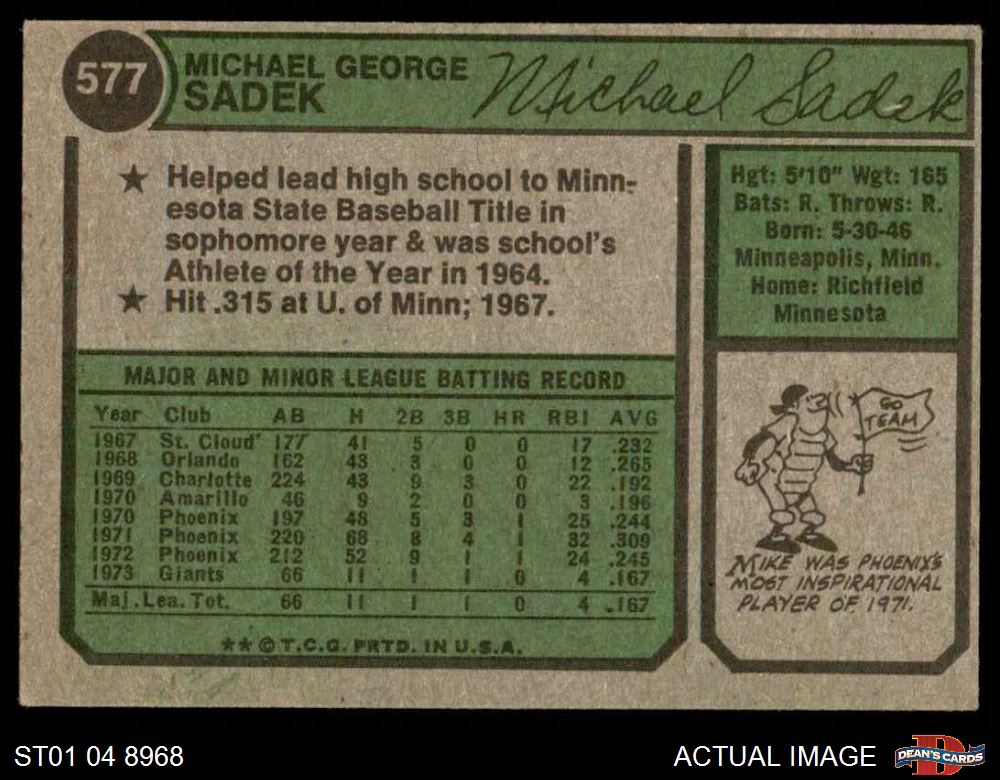 577
MICHAEL GEORGE
SADEK
Michael Sadek
★ Helped lead high school to Minn-
esota State Baseball Title in
sophomore year & was school's
Athlete of the Year in 1964.
★ Hit .315 at U. of Minn; 1967.
Hgt: 5'10" Wgt: 165
Bats: R. Throws: R.
Born: 5-30-46
Minneapolis, Minn.
Home: Richfield
Minnesota
MAJOR AND MINOR LEAGUE BATTING RECORD
Year Club AB H 2B 3B HR RBI AVG
1967 St. Cloud 177 41 5 0 0 17 .232
1968 Orlando 162 43 3 0 0 12 .265
1969 Charlotte 224 43 9 3 0 22 .192
1970 Amarillo 46 9 2 0 0 3 .196
1970 Phoenix 197 48 5 3 1 25 .244
1971 Phoenix 220 68 8 4 1 32 .309
1972 Phoenix 212 52 9 1 1 24 .245
1973 Giants 66 11 1 1 0 4 .167
Maj. Lea. Tot. 66 11 1 1 0 4 .167
★★ © T.C.G. PRTD. IN U.S.A.
GO
TEAM
MIKE WAS PHOENIX'S
MOST INSPIRATIONAL
PLAYER OF 1971.
ST01 04 8968
ACTUAL IMAGE
D
DEAN'S CARDS